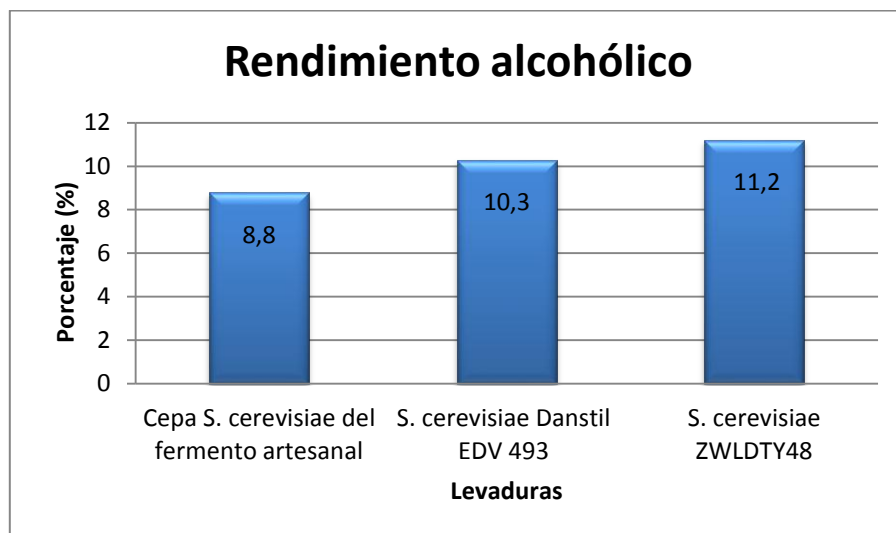 Rendimiento alcohólico
Porcentaje (%)
12
10
8
6
4
2
0
8,8
10,3
11,2
Cepa S. cerevisiae del
fermento artesanal
S. cerevisiae Danstil
EDV 493
S. cerevisiae
ZWLDTY48
Levaduras